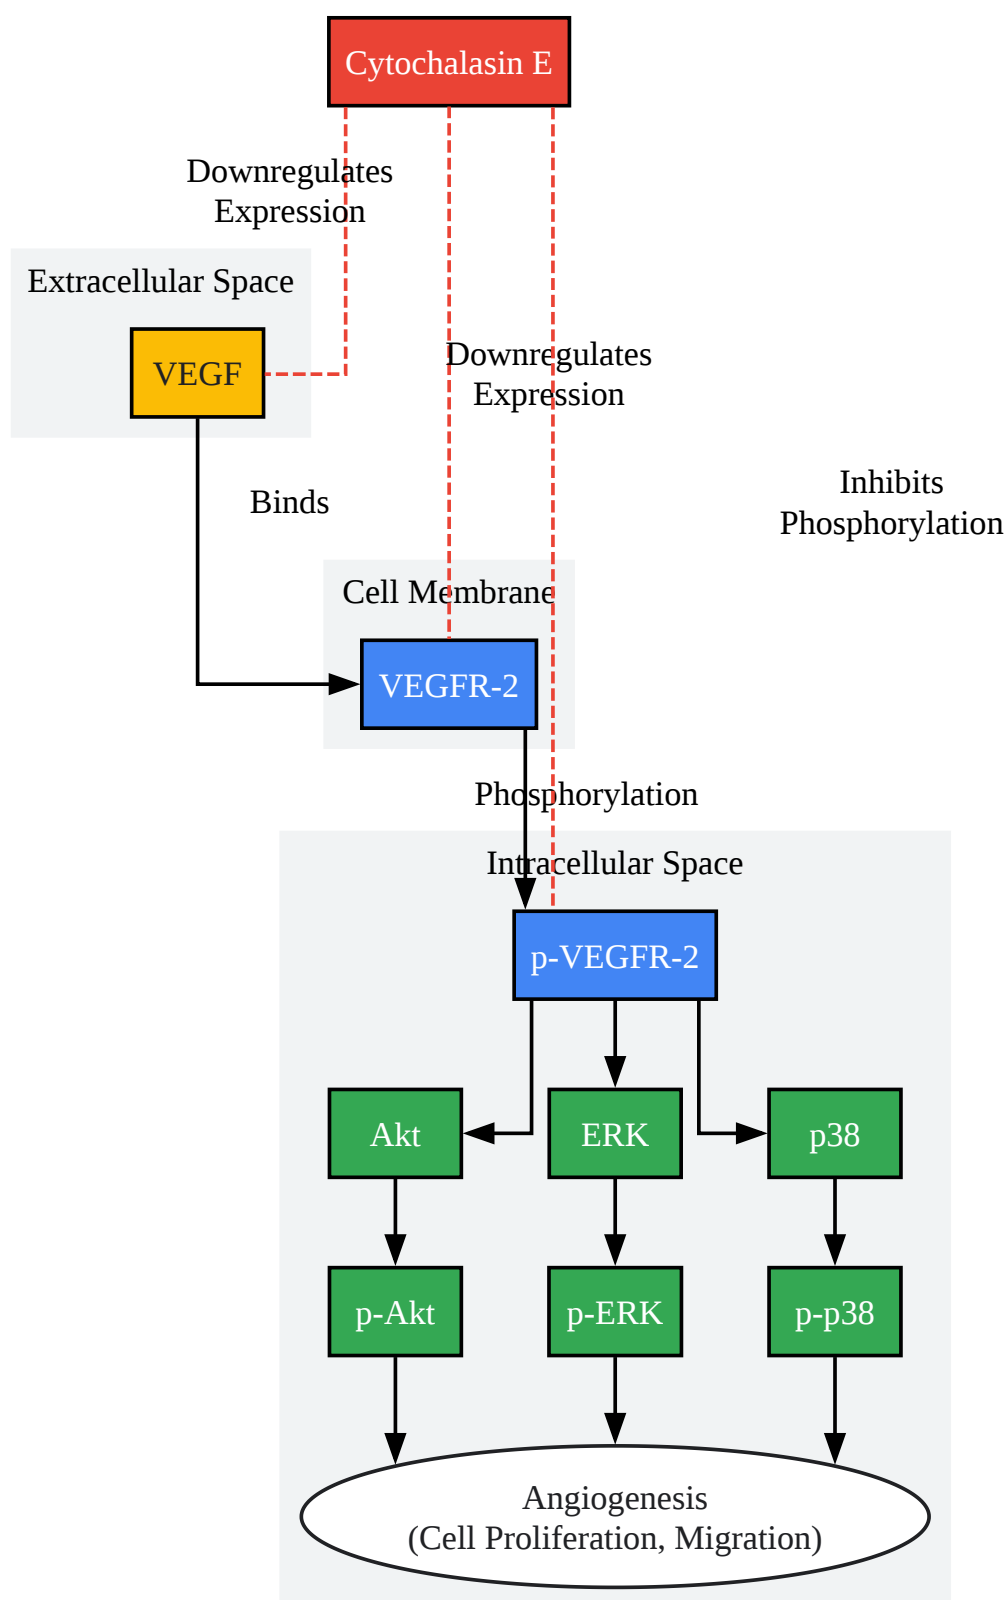 Cytochalasin E
Downregulates
Expression
Extracellular Space
VEGF
Downregulates
Expression
Binds
Inhibits
Phosphorylation
Cell Membrane
VEGFR-2
Phosphorylation
Intracellular Space
p-VEGFR-2
Akt
ERK
p38
p-Akt
p-ERK
p-p38
Angiogenesis
(Cell Proliferation, Migration)